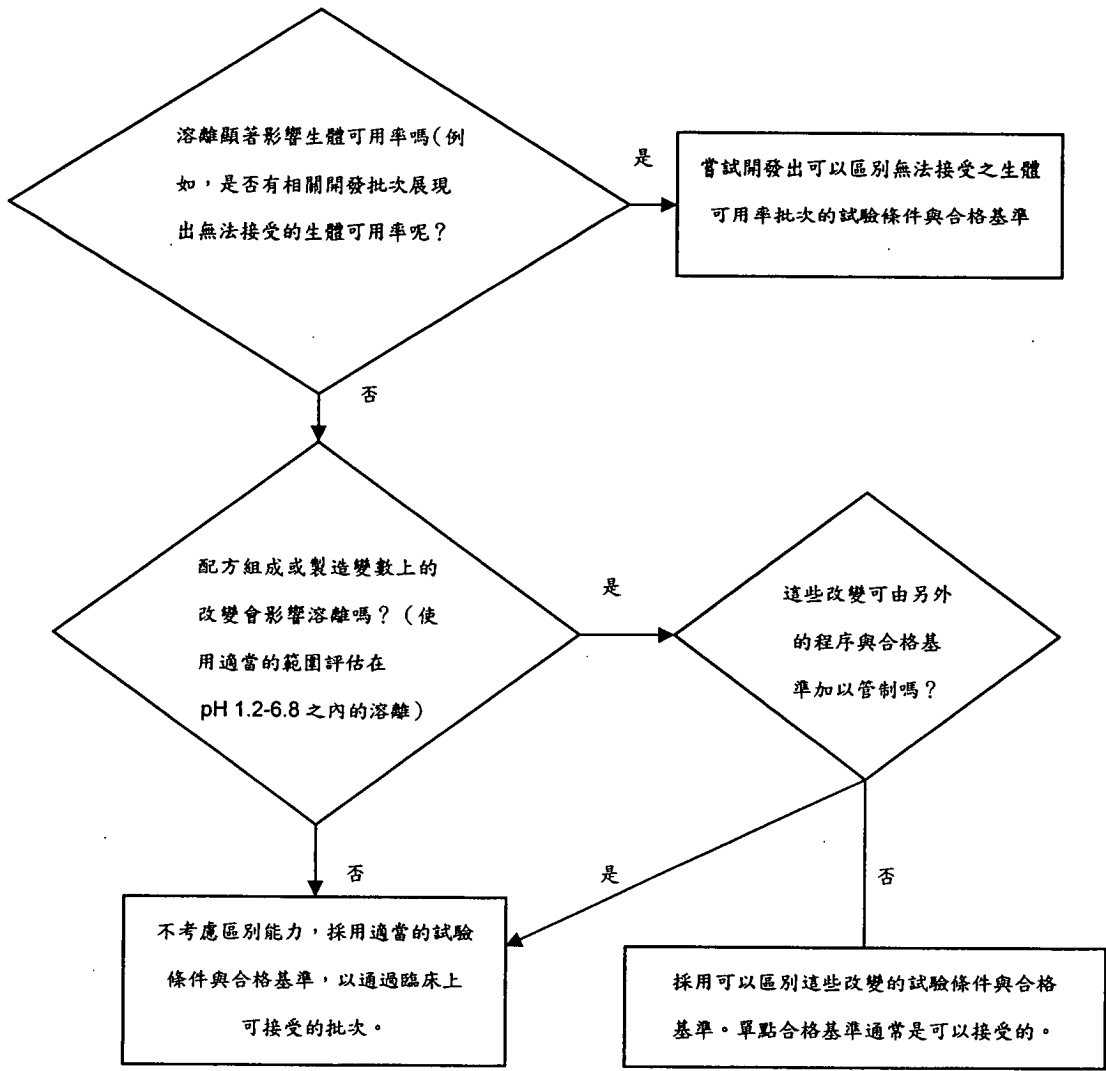 溶離顯著影響生體可用率嗎(例
如,是否有相關開發批次展現
出無法接受的生體可用率呢?
是
嘗試開發出可以區別無法接受之生體
可用率批次的試驗條件與合格基準
否
配方組成或製造變數上的
改變會影響溶離嗎?(使
用適當的範圍評估在
pH 1.2-6.8 之內的溶離)
是
這些改變可由另外
的程序與合格基
準加以管制嗎?
否
是
否
不考慮區別能力,採用適當的試驗
條件與合格基準,以通過臨床上
可接受的批次。
採用可以區別這些改變的試驗條件與合格
基準。單點合格基準通常是可以接受的。